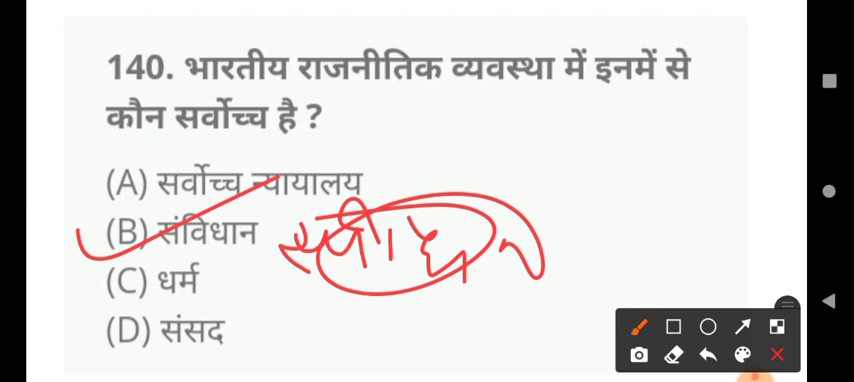 140. भारतीय राजनीतिक व्यवस्था में इनमें से
कौन सर्वोच्च है ?
(A) सर्वोच्च न्यायालय
(B) संविधान
(C) धर्म
(D) संसद